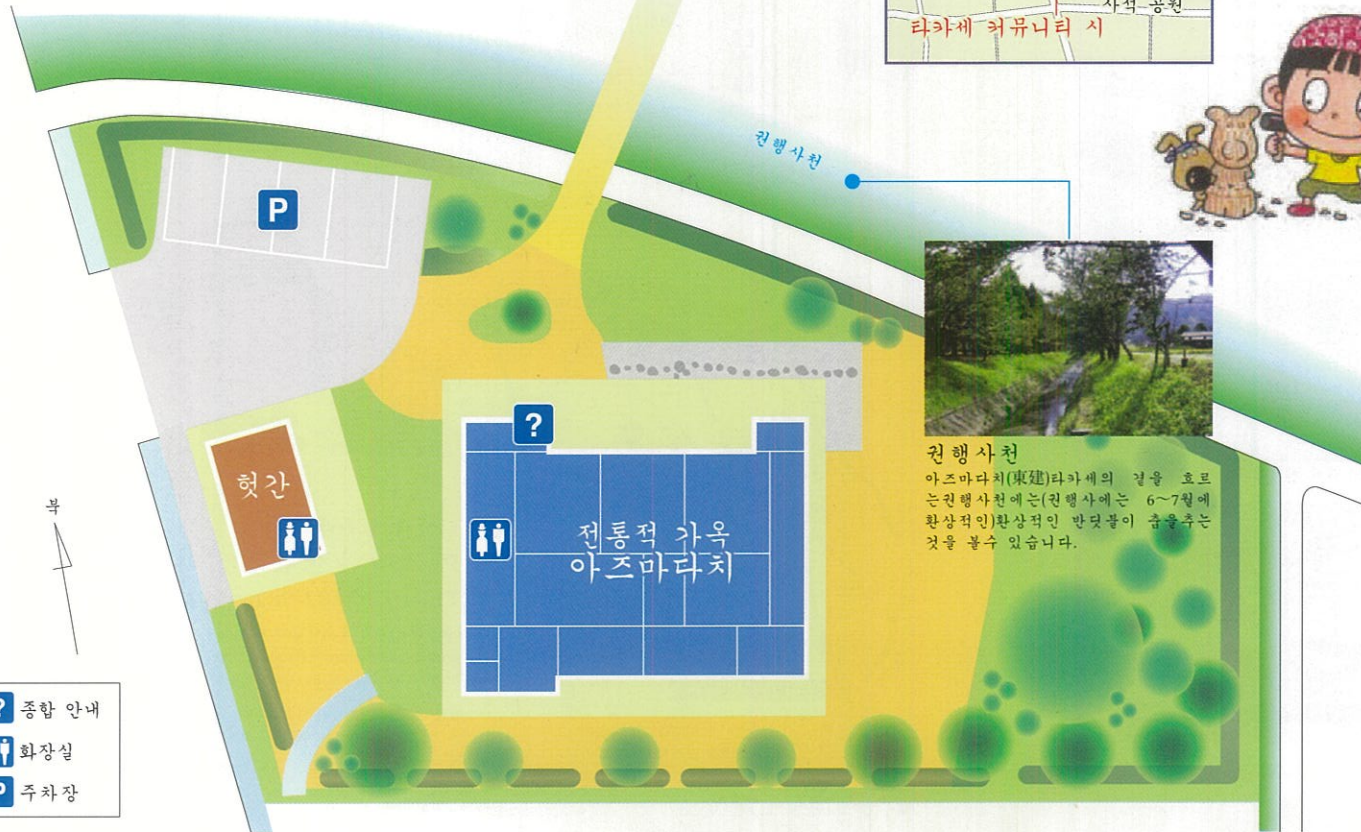 사적 공원
타카세 커뮤니티 시
권행사천
P
권행사천
아즈마다치(東建)타카세의 곁을 흐르
는권행사천에는(권행사에는 6~7월에
환상적인)환상적인 반딧불이 춤을추는
것을 볼수 있습니다.
?
헛간
전통적 가옥
아즈마다치
북
? 종합 안내
화장실
P 주차장